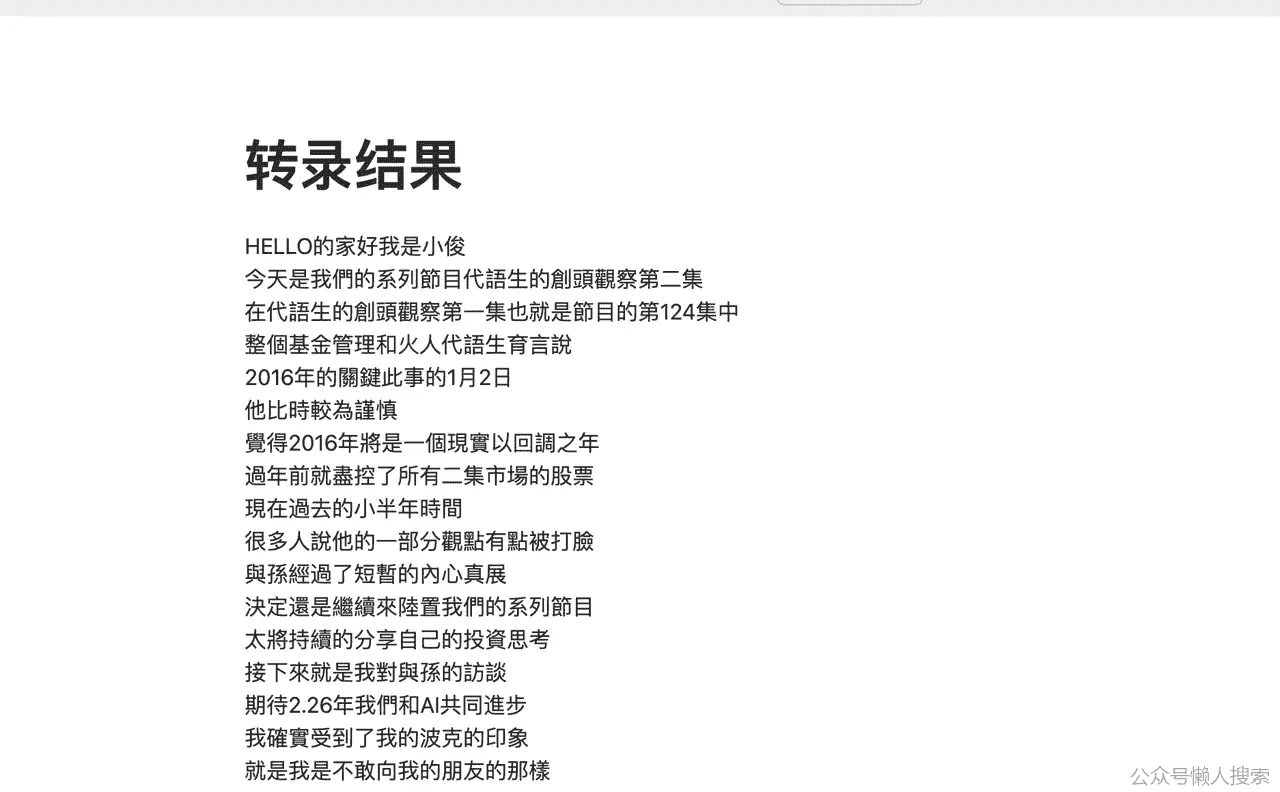 转录结果
HELLO的家好我是小俊
今天是我們的系列節目代語生的創頭觀察第二集
在代語生的創頭觀察第一集也就是節目的第124集中
整個基金管理和火人代語生育言說
2016年的關鍵此事的1月2日
他比時較為謹慎
覺得2016年將是一個現實以回調之年
過年前就盡控了所有二集市場的股票
現在過去的小半年時間
很多人說他的一部分觀點有點被打臉
與孫經過了短暫的內心真展
決定還是繼續來陸置我們的系列節目
太將持續的分享自己的投資思考
接下來就是我對與孫的訪談
期待2.26年我們和AI共同進步
我確實受到了我的波克的印象
就是我是不敢向我的朋友的那樣
公众号懒人搜索